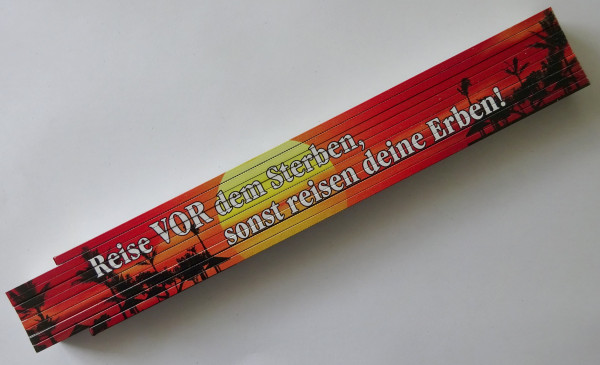 Reise VOR dem Sterben,
sonst reisen deine Erben!